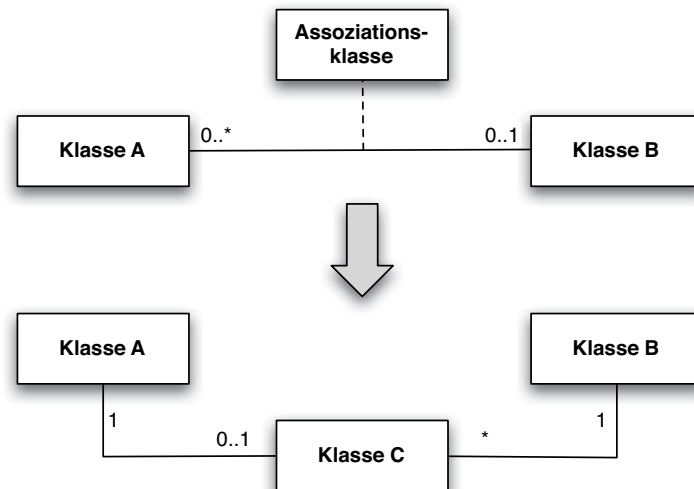 Assoziations-
klasse
Klasse A
0..*
0..1
Klasse B
Klasse A
Klasse B
1
0..1
Klasse C
*
1